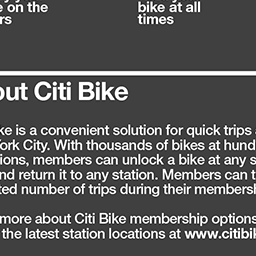 e on the
rs
bike at all
times
out Citi Bike
ke is a convenient solution for quick trips
ork City. With thousands of bikes at hund
ions, members can unlock a bike at any s
nd return it to any station. Members can t
ted number of trips during their membersh
more about Citi Bike membership options
the latest station locations at www.citibi